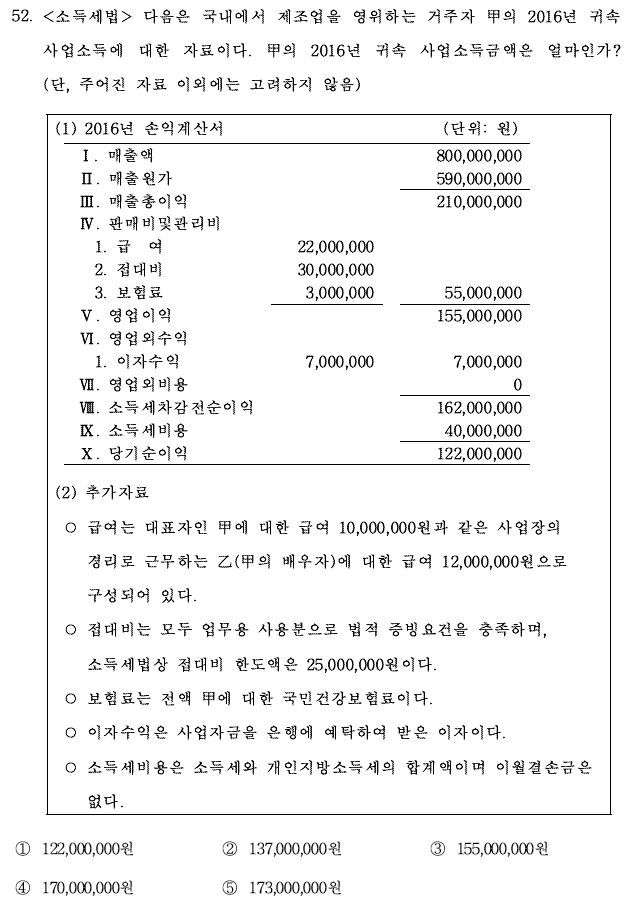 52. <소득세법> 다음은 국내에서 제조업을 영위하는 거주자 甲의 2016년 귀속
사업소득에 대한 자료이다. 甲의 2016년 귀속 사업소득금액은 얼마인가?
(단, 주어진 자료 이외에는 고려하지 않음)
(1) 2016년 손익계산서 (단위: 원)
Ⅰ. 매출액 800,000,000
Ⅱ. 매출원가 590,000,000
Ⅲ. 매출총이익 210,000,000
Ⅳ. 판매비및관리비
1. 급 여 22,000,000
2. 접대비 30,000,000
3. 보험료 3,000,000 55,000,000
Ⅴ. 영업이익 155,000,000
Ⅵ. 영업외수익
1. 이자수익 7,000,000 7,000,000
Ⅶ. 영업외비용 0
Ⅷ. 소득세차감전순이익 162,000,000
Ⅸ. 소득세비용 40,000,000
Ⅹ. 당기순이익 122,000,000
(2) 추가자료
○ 급여는 대표자인 甲에 대한 급여 10,000,000원과 같은 사업장의
경리로 근무하는 乙(甲의 배우자)에 대한 급여 12,000,000원으로
구성되어 있다.
○ 접대비는 모두 업무용 사용분으로 법적 증빙요건을 충족하며,
소득세법상 접대비 한도액은 25,000,000원이다.
○ 보험료는 전액 甲에 대한 국민건강보험료이다.
○ 이자수익은 사업자금을 은행에 예탁하여 받은 이자이다.
○ 소득세비용은 소득세와 개인지방소득세의 합계액이며 이월결손금은
없다.
① 122,000,000원 ② 137,000,000원 ③ 155,000,000원
④ 170,000,000원 ⑤ 173,000,000원